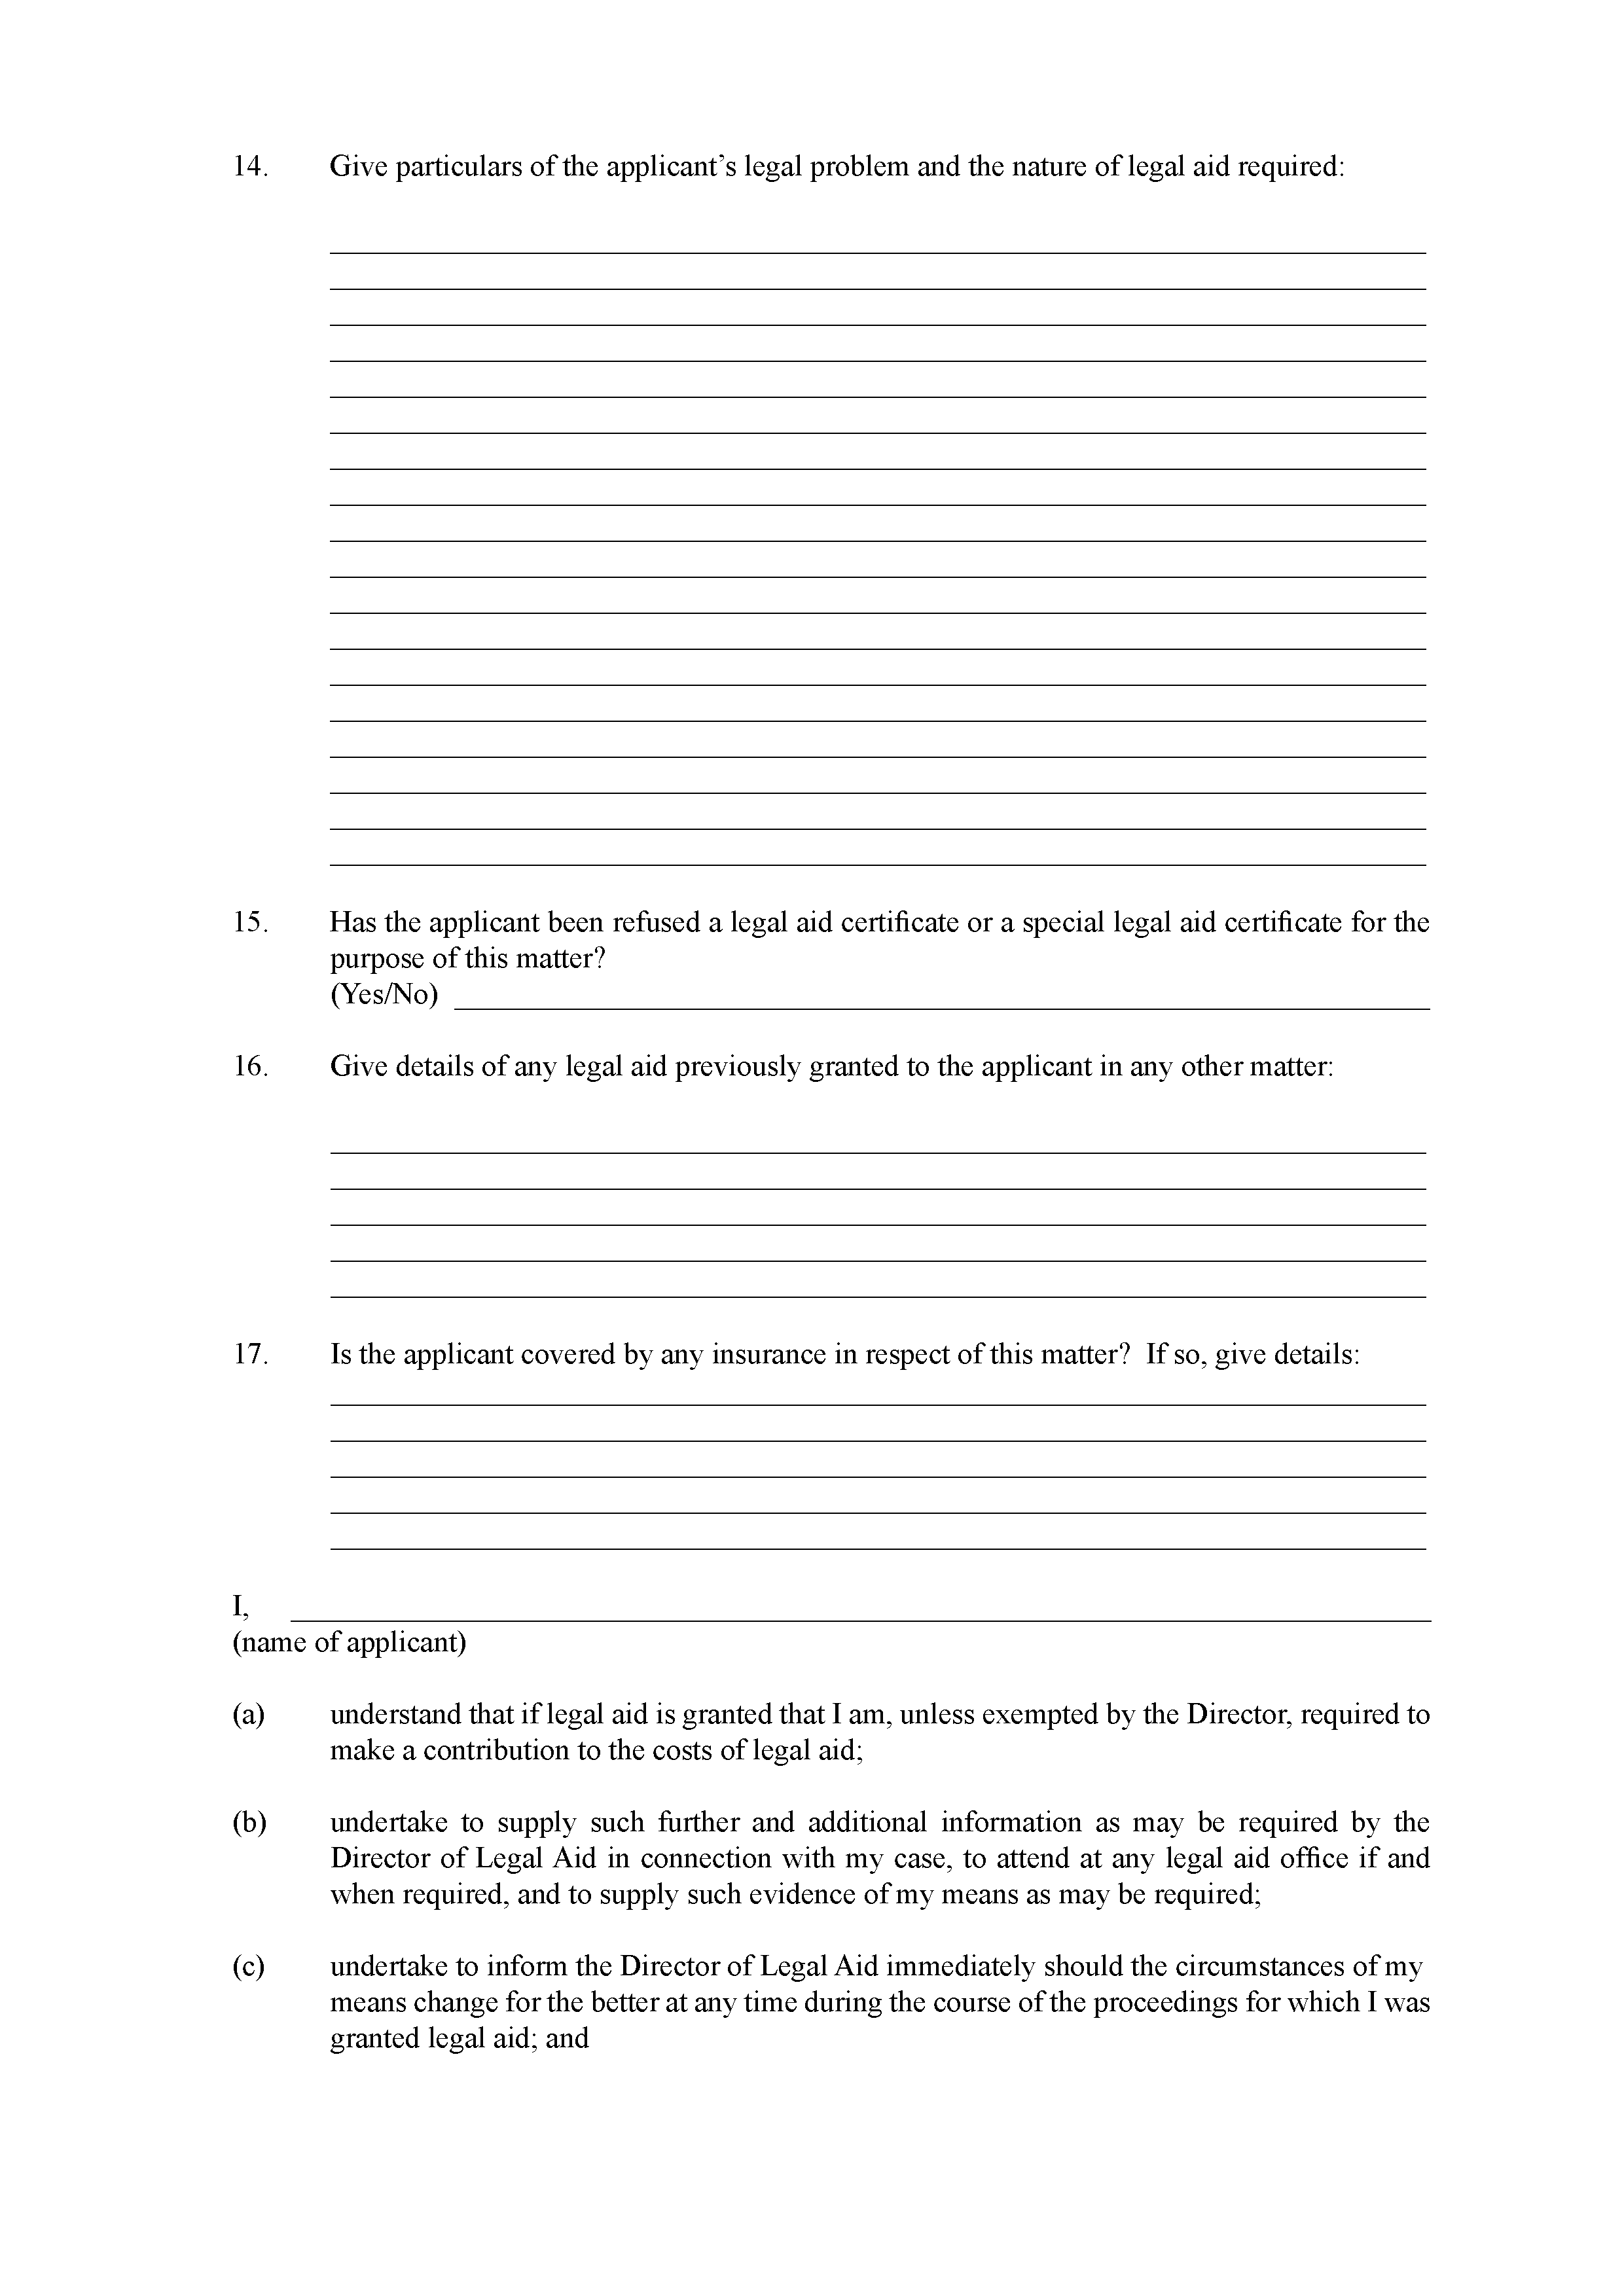 14. Give particulars of the applicant’s legal problem and the nature of legal aid required:
15. Has the applicant been refused a legal aid certificate or a special legal aid certificate for the
purpose of this matter?
(Yes/No)
16. Give details of any legal aid previously granted to the applicant in any other matter:
17. Is the applicant covered by any insurance in respect of this matter?  If so, give details:
I,
(name of applicant)
(a) understand that if legal aid is granted that I am, unless exempted by the Director, required to
make a contribution to the costs of legal aid;
(b) undertake to supply such further and additional information as may be required by the
Director of Legal Aid in connection with my case, to attend at any legal aid office if and
when required, and to supply such evidence of my means as may be required;
(c) undertake to inform the Director of Legal Aid immediately should the circumstances of my
means change for the better at any time during the course of the proceedings for which I was
granted legal aid; and